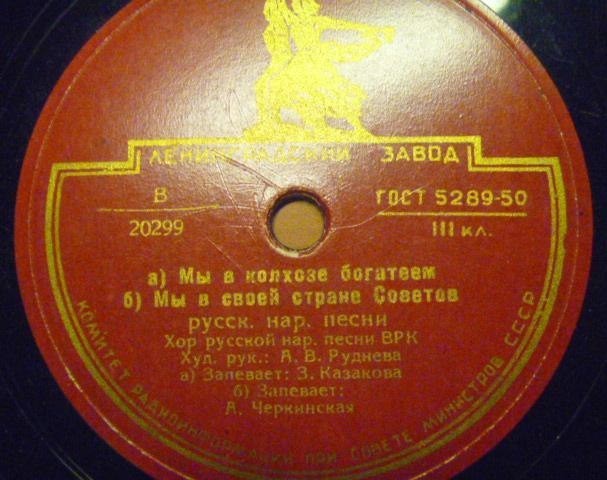 ЛЕНИНГРАДСКИЙ ЗАВОД
В
20299
ГОСТ 5289-50
III кл.
а) Мы в колхозе богатеем
б) Мы в своей стране Советов
русск. нар. песни
Хор русской нар. песни ВРК
Худ. рук.: А. В. Руднева
а) Запевает: З. Казакова
б) Запевает:
А. Черкинская
КОМИТЕТ РАДИОИНФОРМАЦИИ ПРИ СОВЕТЕ МИНИСТРОВ СССР